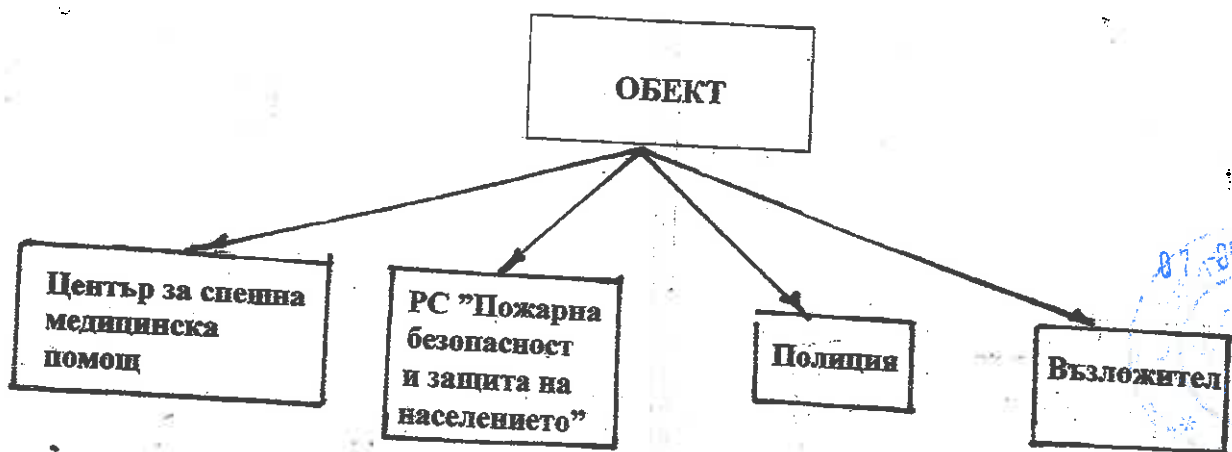 ОБЕКТ
Център за спешна
медицинска
помощ
РС ”Пожарна
безопасност
и защита на
населението”
Полиция
Възложител